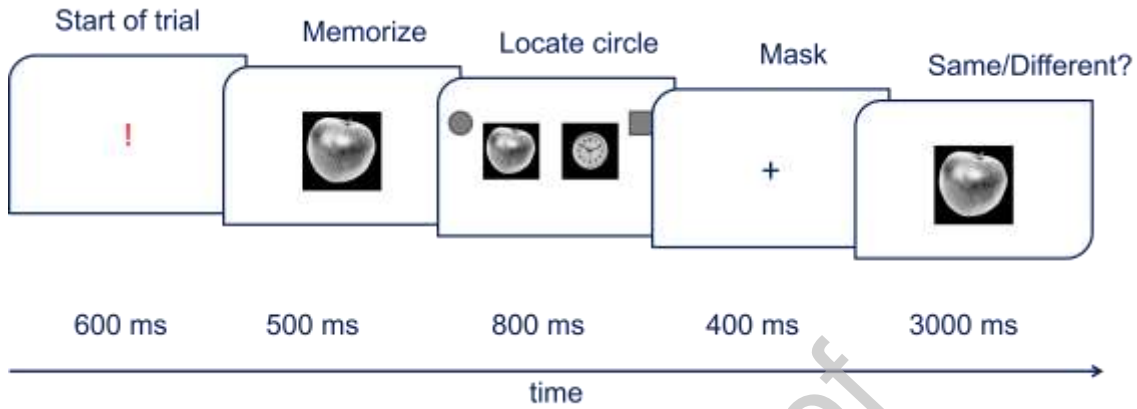 Start of trial
Memorize
Locate circle
Mask
Same/Different?
!
+
600 ms
500 ms
800 ms
400 ms
3000 ms
time